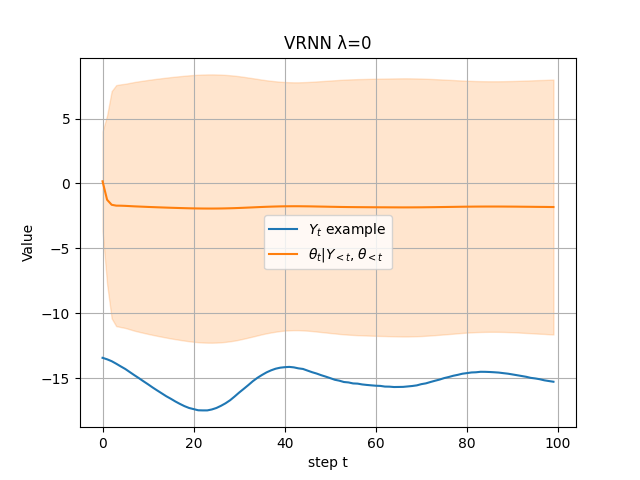 VRNN λ=0
Value
5
0
−5
−10
−15
Y_t example
θ_t|Y_{<t}, θ_{<t}
0 20 40 60 80 100
step t